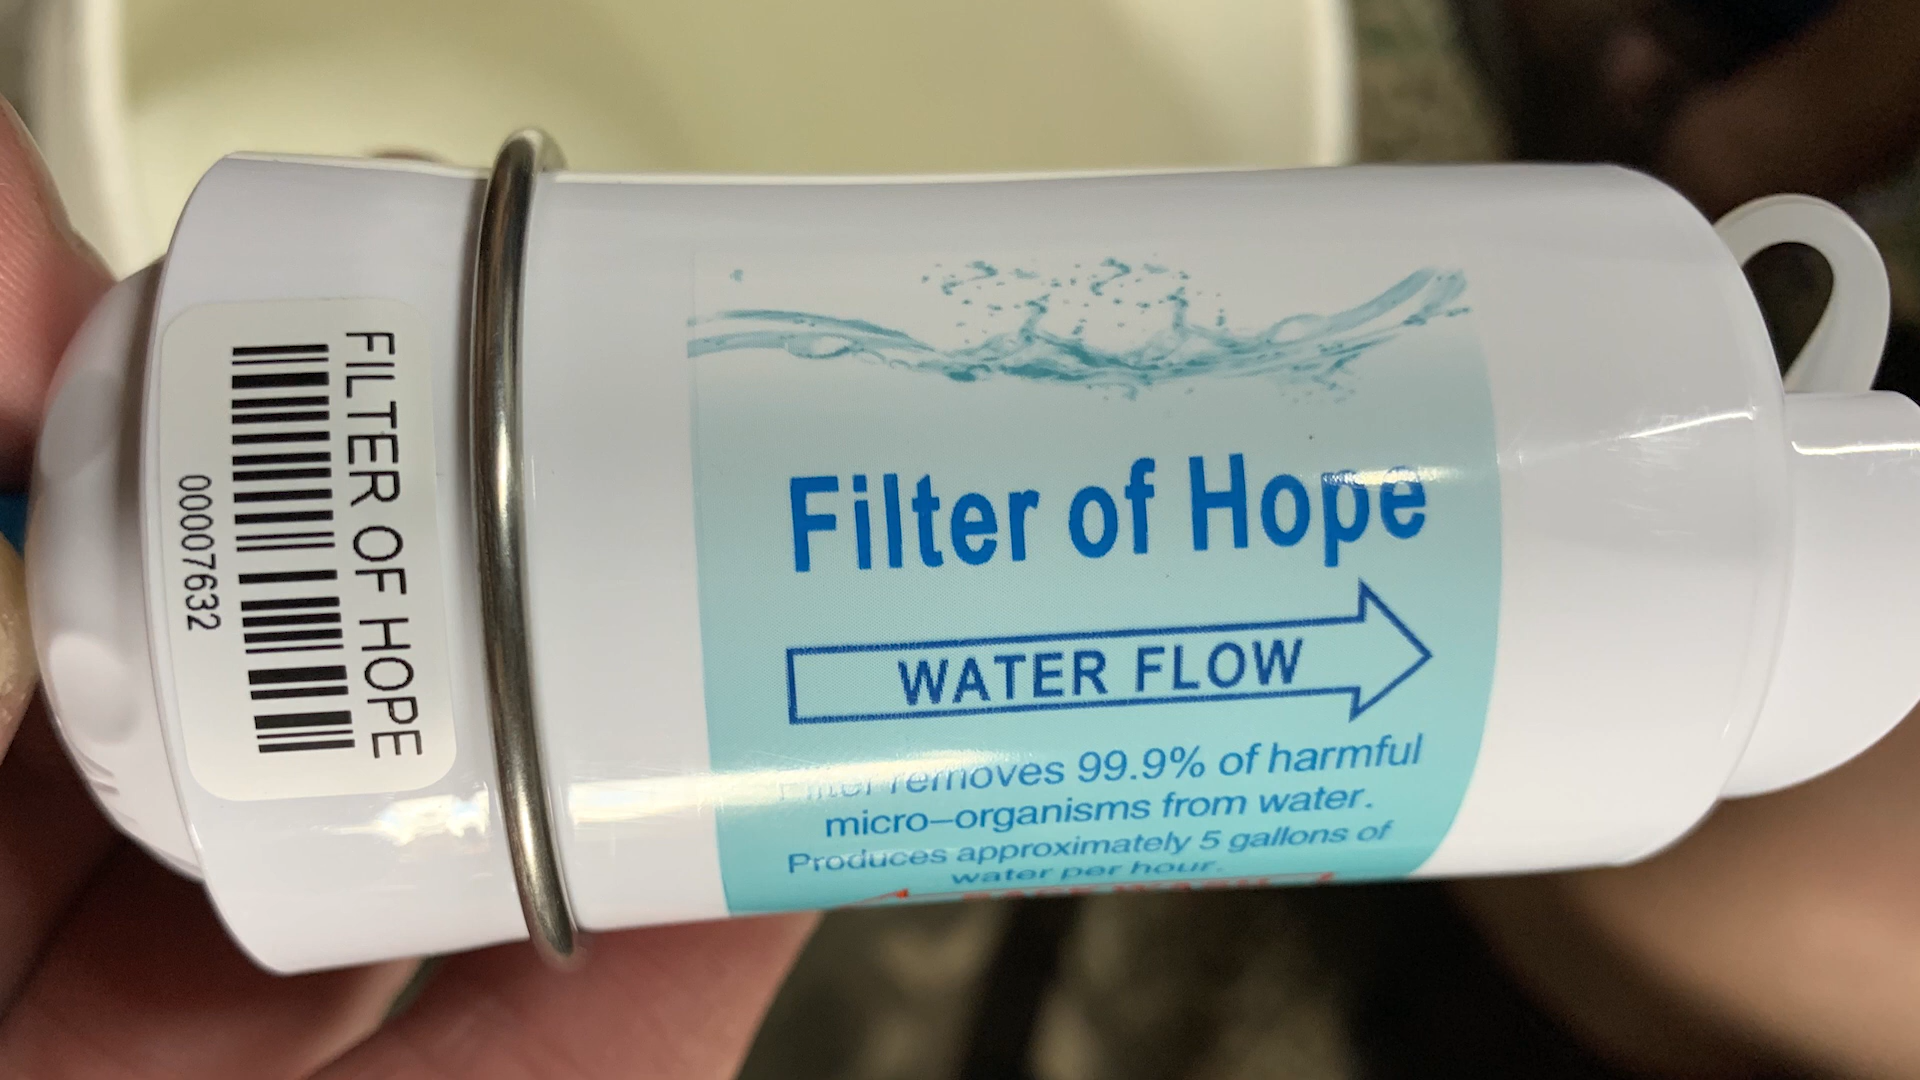 FILTER OF HOPE
00007632
Filter of Hope
WATER FLOW
Filter removes 99.9% of harmful
micro-organisms from water.
Produces approximately 5 gallons of
water per hour.